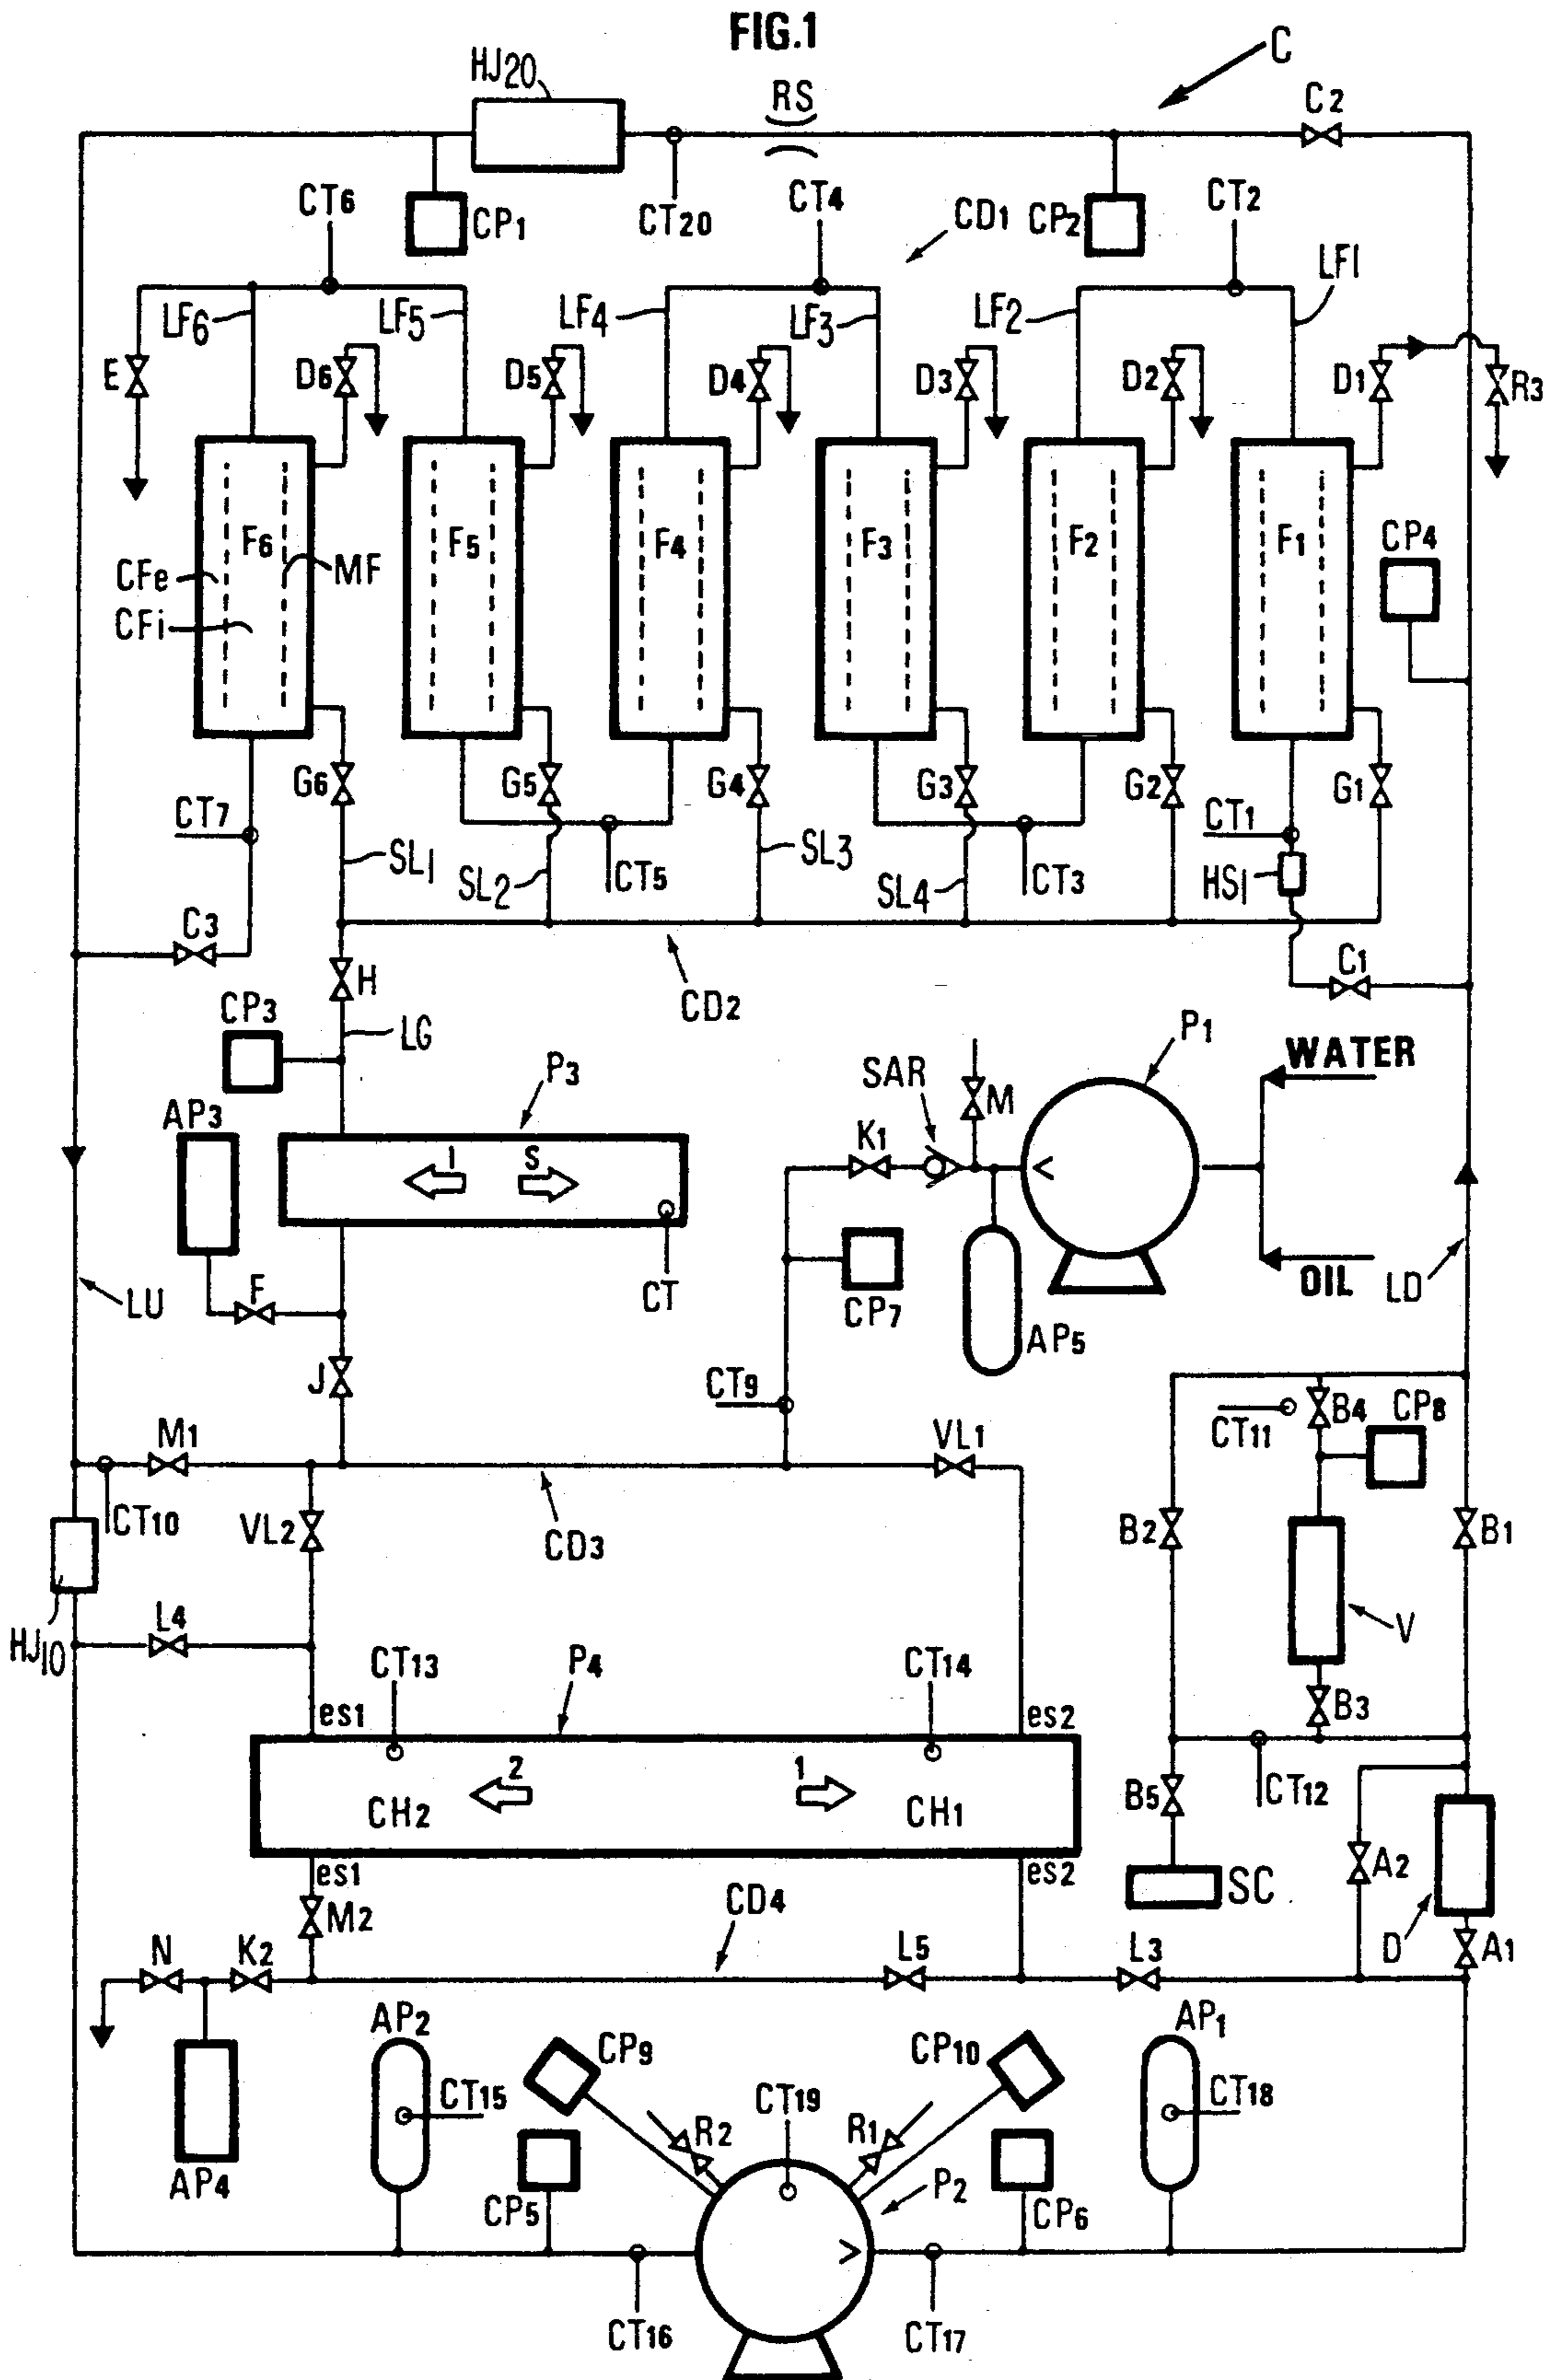 FIG.1
C
HJ20
RS
C2
CT6
CP1
CT20
CT4
CD1
CP2
CT2
LF1
LF6
LF5
LF4
LF3
LF2
E
D6
D5
D4
D3
D2
D1
R3
F6
F5
F4
F3
F2
F1
CP4
CFe
MF
CFi
G6
G5
G4
G3
G2
G1
CT7
SL1
SL2
CT5
SL3
SL4
CT3
CT1
HS1
C3
H
CD2
C1
CP3
LG
P3
SAR
M
P1
WATER
AP3
K1
I
S
LU
F
CT
CP7
AP5
OIL
LD
J
CT9
CT11
B4
CP8
M1
VL1
CT10
VL2
CD3
B2
B1
HJ10
L4
V
CT13
P4
CT14
es1
es2
B3
2
1
CH2
CH1
B5
CT12
A2
es1
es2
SC
M2
CD4
D
A1
N
K2
L5
L3
AP2
CP9
CP10
AP1
CT15
CT19
CT18
R2
R1
AP4
CP5
P2
CP6
CT16
CT17